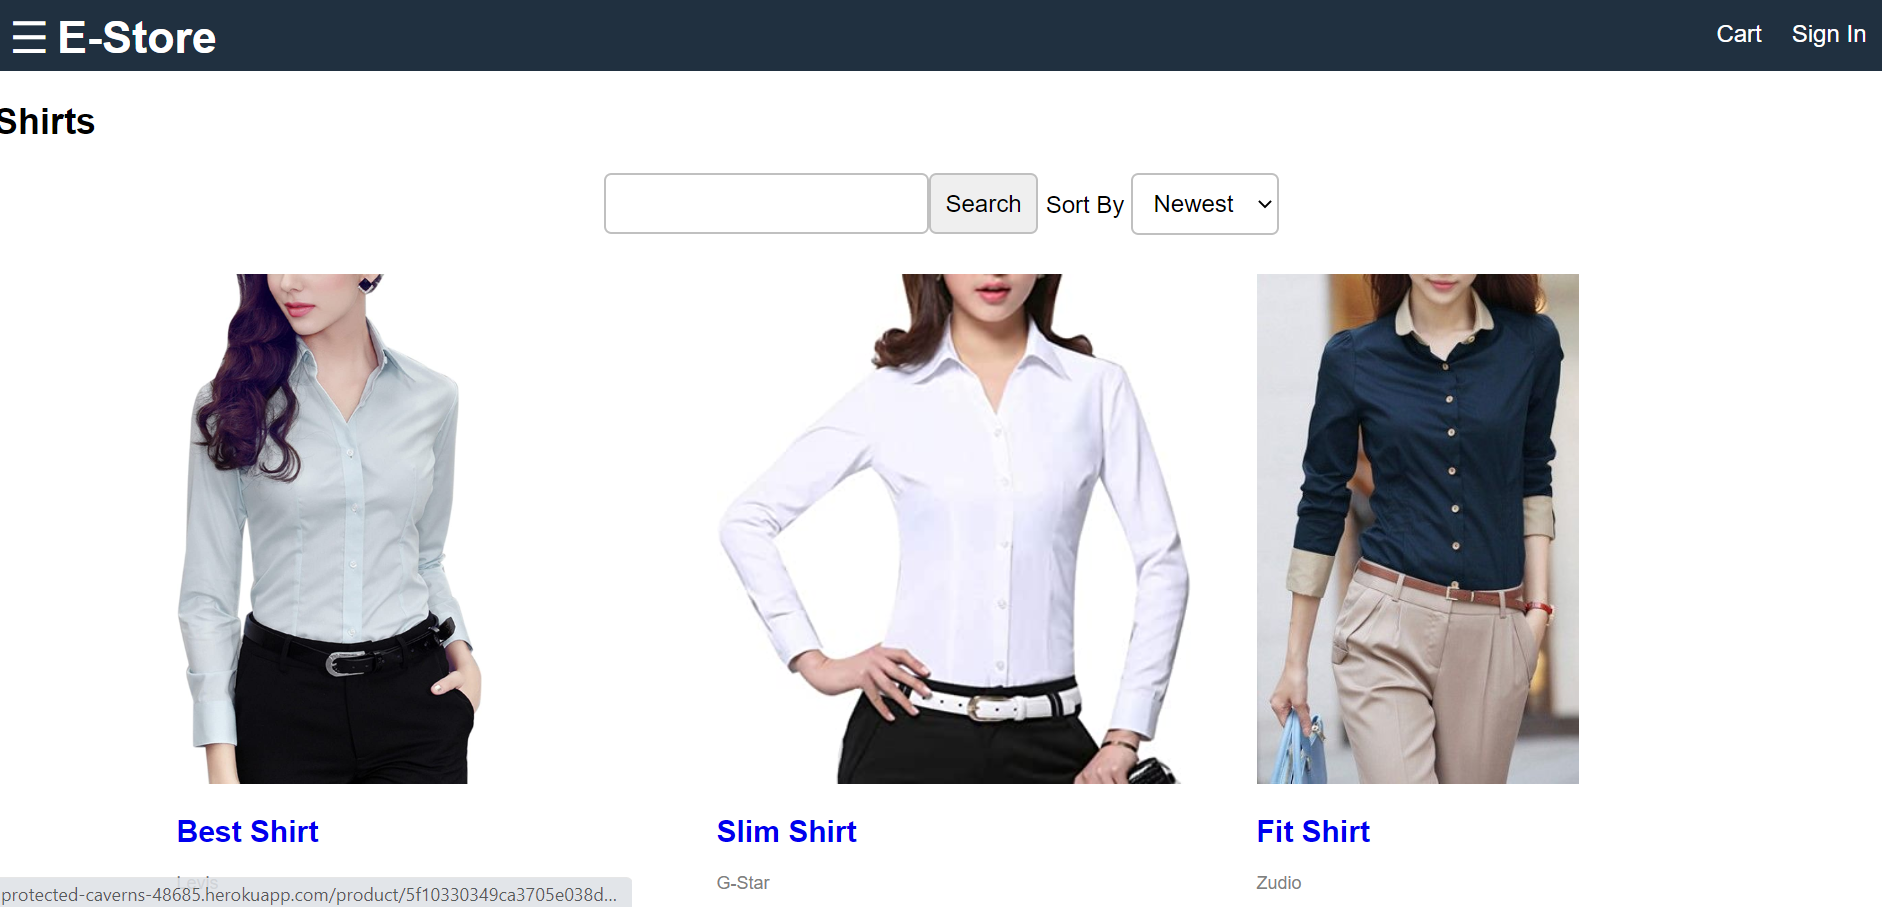 ☰ E-Store
Cart Sign In
Shirts
Search Sort By Newest
Best Shirt
Slim Shirt
Fit Shirt
Levis
G-Star
Zudio
protected-caverns-48685.herokuapp.com/product/5f10330349ca3705e038d...